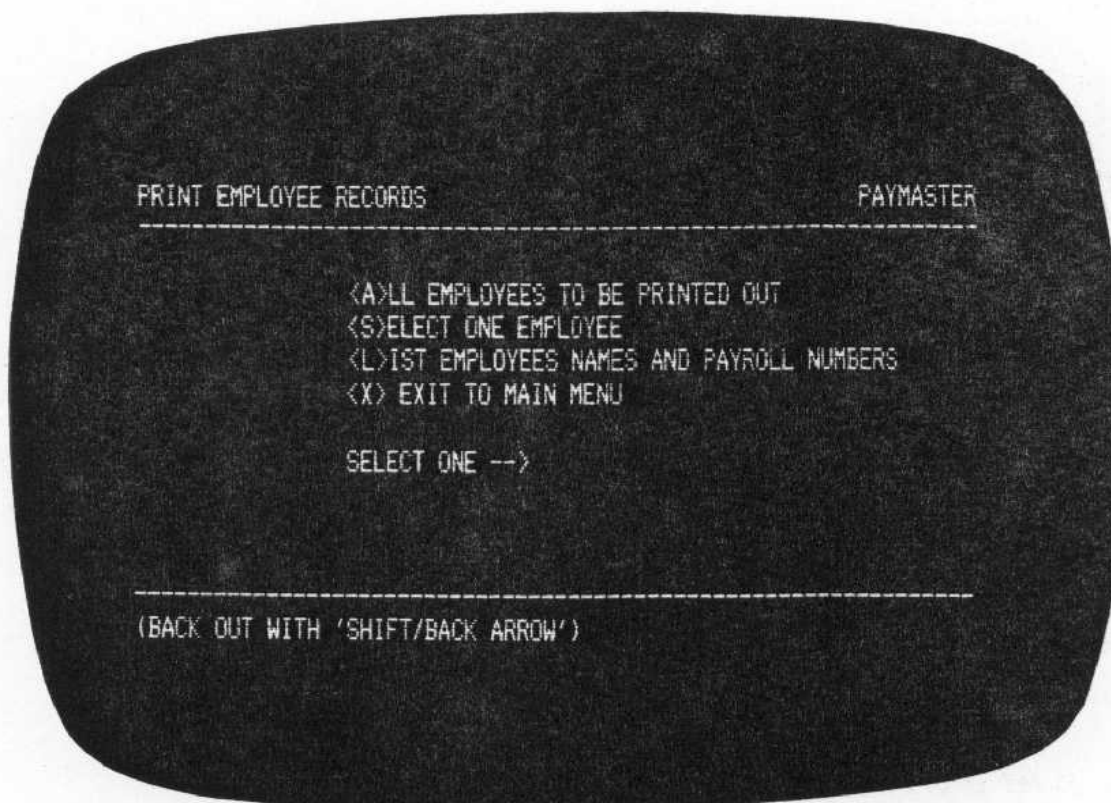 PRINT EMPLOYEE RECORDS PAYMASTER
--------------------------------------------------------------
<A>LL EMPLOYEES TO BE PRINTED OUT
<S>ELECT ONE EMPLOYEE
<L>IST EMPLOYEES NAMES AND PAYROLL NUMBERS
<X> EXIT TO MAIN MENU
SELECT ONE -->
--------------------------------------------------------------
(BACK OUT WITH 'SHIFT/BACK ARROW')